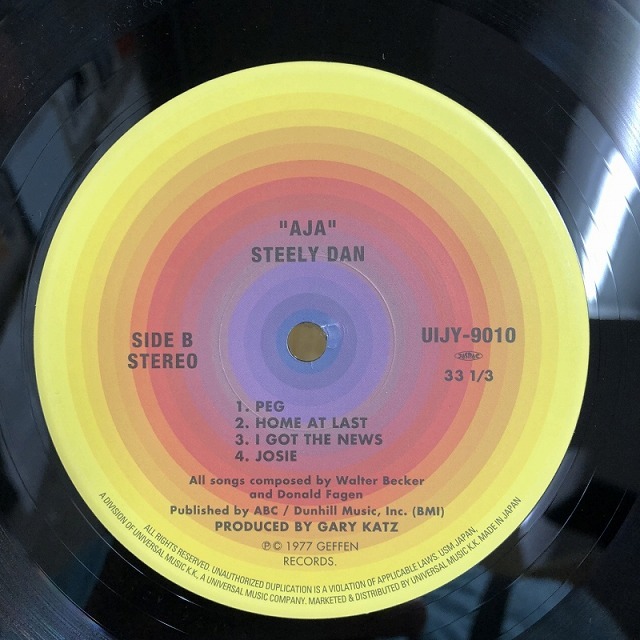 "AJA"
STEELY DAN
SIDE B
STEREO
UIJY-9010
33 1/3
1. PEG
2. HOME AT LAST
3. I GOT THE NEWS
4. JOSIE
All songs composed by Walter Becker
and Donald Fagen
Published by ABC / Dunhill Music, Inc. (BMI)
PRODUCED BY GARY KATZ
℗© 1977 GEFFEN
RECORDS.
ALL RIGHTS RESERVED. UNAUTHORIZED DUPLICATION IS A VIOLATION OF APPLICABLE LAWS. USM JAPAN,
A DIVISION OF UNIVERSAL MUSIC K.K. A UNIVERSAL MUSIC COMPANY. MARKETED & DISTRIBUTED BY UNIVERSAL MUSIC K.K. MADE IN JAPAN